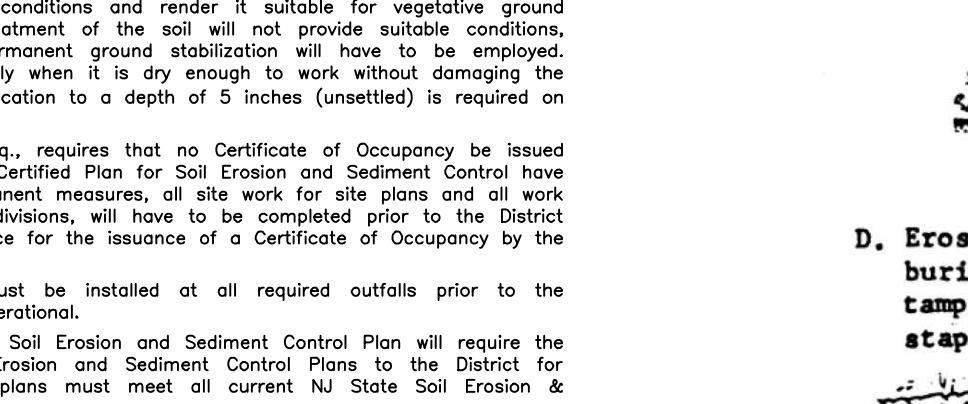 conditions and render it suitable for vegetative ground
atment of the soil will not provide suitable conditions,
rmanent ground stabilization will have to be employed.
ly when it is dry enough to work without damaging the
cation to a depth of 5 inches (unsettled) is required on
q., requires that no Certificate of Occupancy be issued
Certified Plan for Soil Erosion and Sediment Control have
nent measures, all site work for site plans and all work
divisions, will have to be completed prior to the District
ce for the issuance of a Certificate of Occupancy by the
ust be installed at all required outfalls prior to the
erational.
Soil Erosion and Sediment Control Plan will require the
Erosion and Sediment Control Plans to the District for
plans must meet all current NJ State Soil Erosion &
D. Eros
buri
tamp
stap